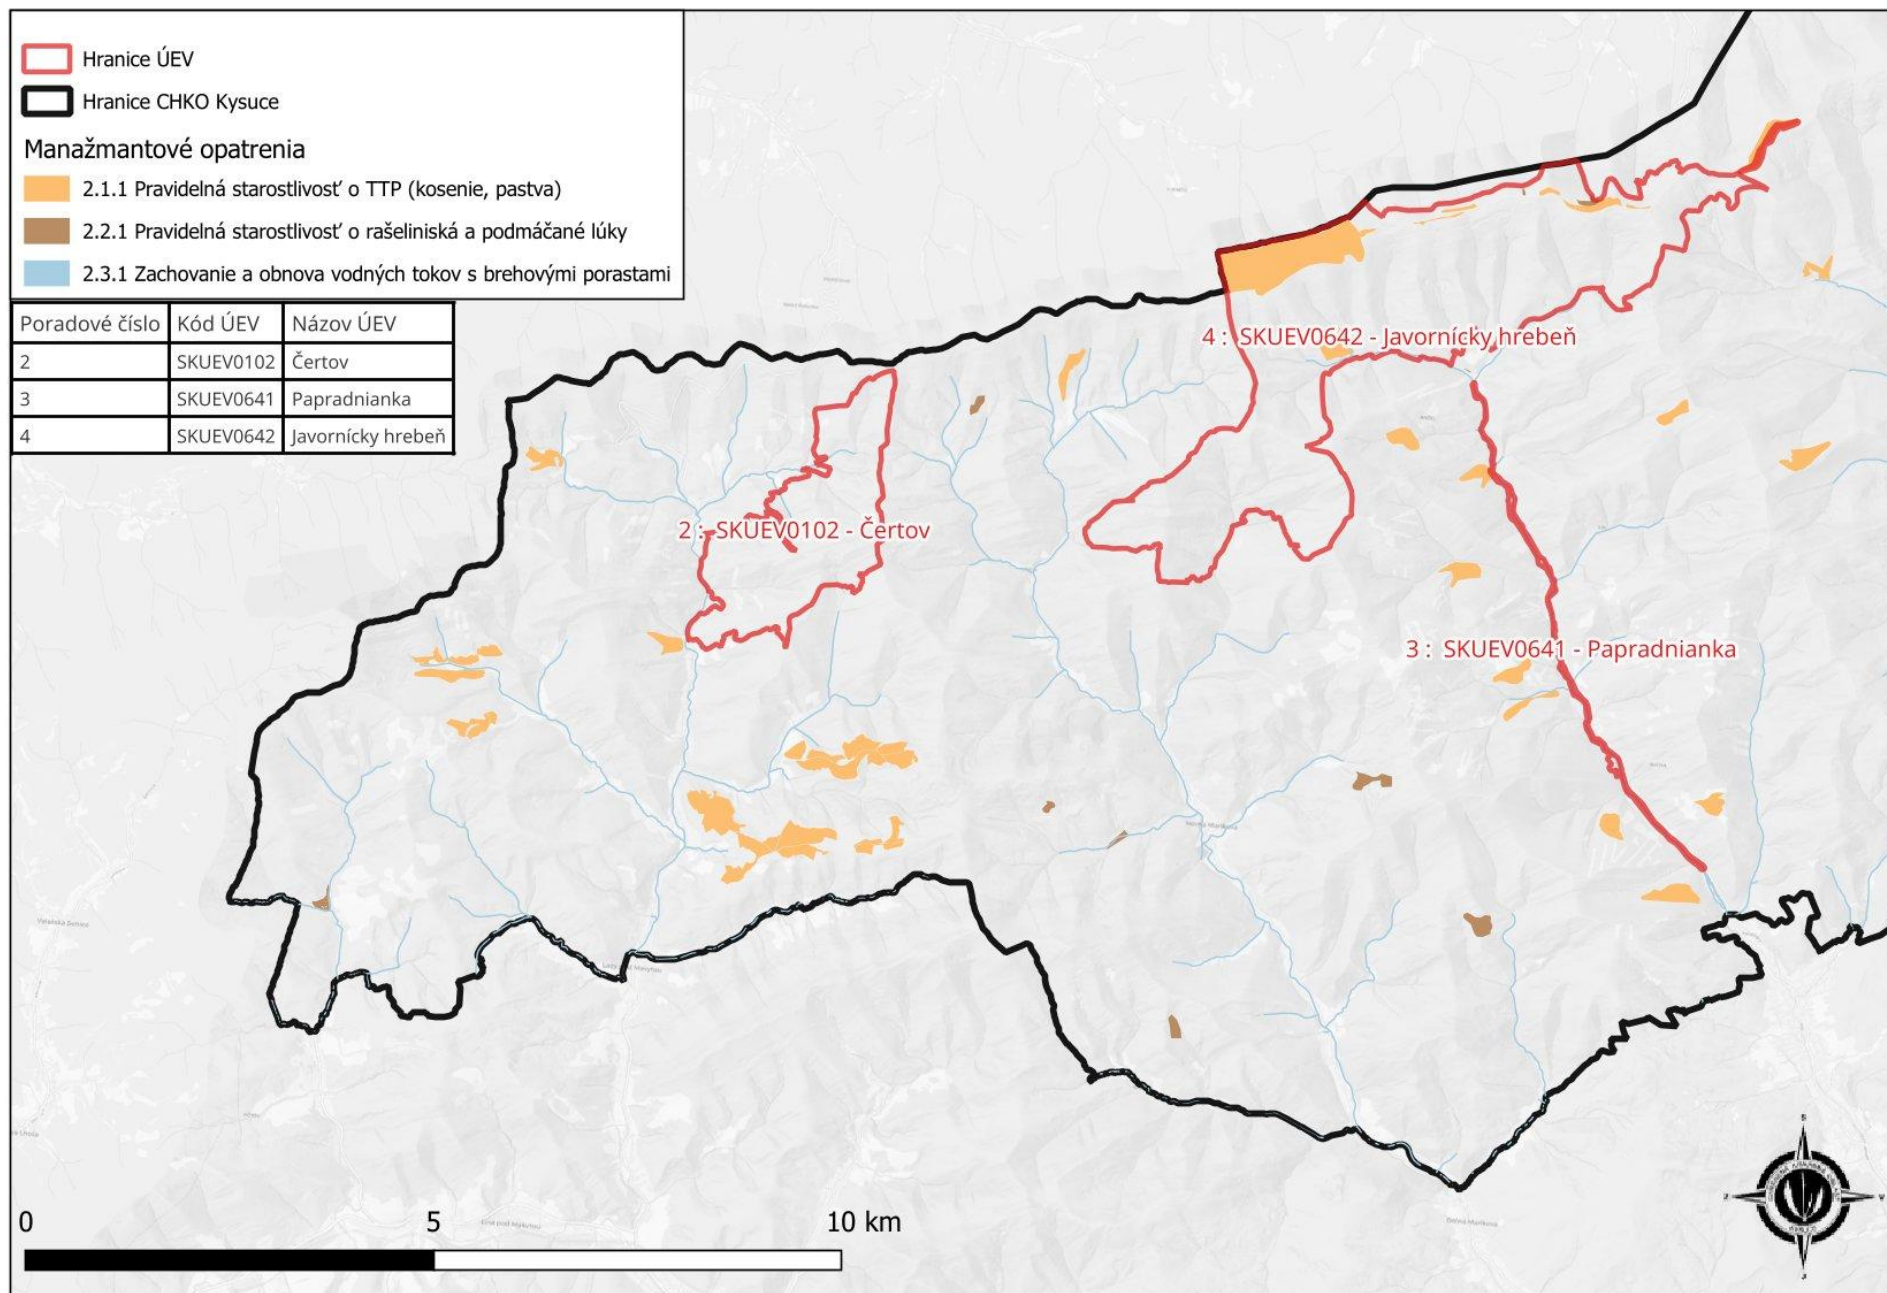 Hranice ÚEV
Hranice CHKO Kysuce
Manažmantové opatrenia
2.1.1 Pravidelná starostlivosť o TTP (kosenie, pastva)
2.2.1 Pravidelná starostlivosť o rašeliniská a podmáčané lúky
2.3.1 Zachovanie a obnova vodných tokov s brehovými porastami
Poradové číslo Kód ÚEV Názov ÚEV
2 SKUEV0102 Čertov
3 SKUEV0641 Papradnianka
4 SKUEV0642 Javornícky hrebeň
4 : SKUEV0642 - Javornícky hrebeň
2 : SKUEV0102 - Čertov
3 : SKUEV0641 - Papradnianka
0 5 10 km